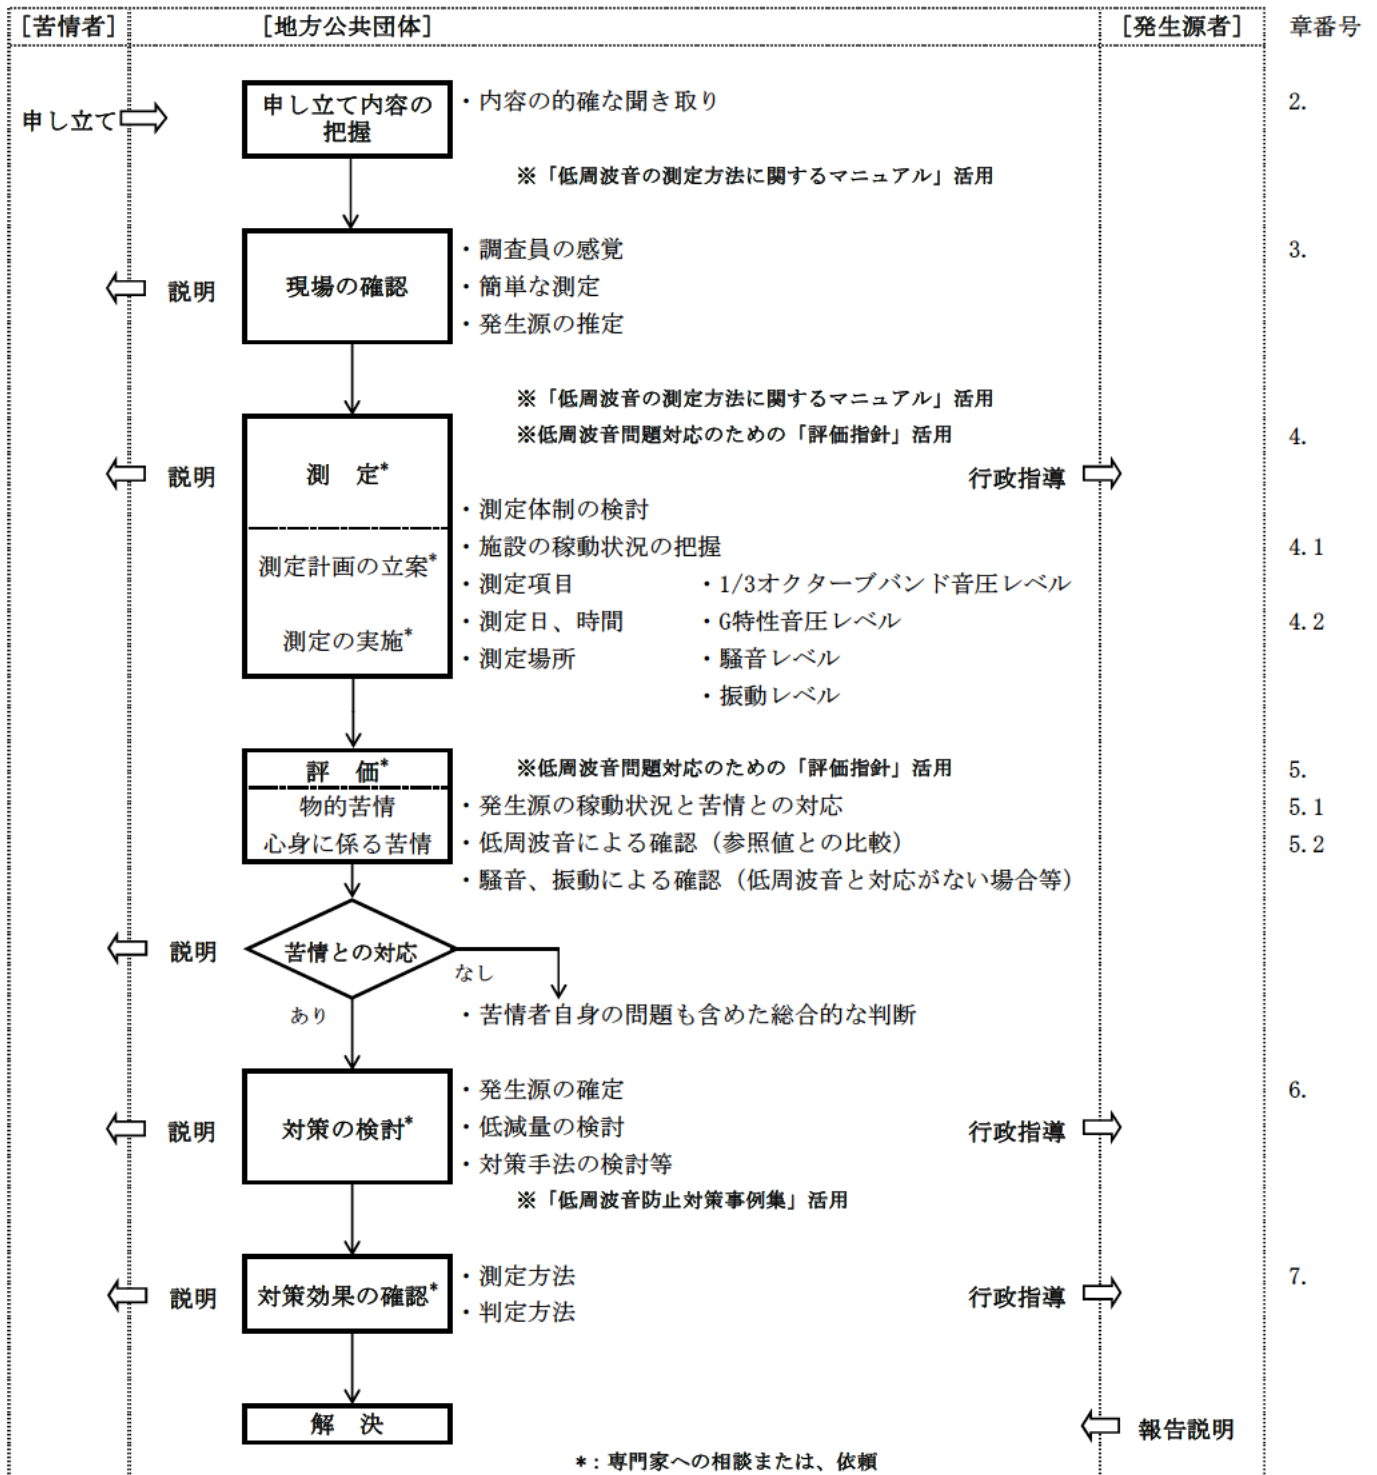 [苦情者] [地方公共団体] [発生源者] 章番号
申し立て
申し立て内容の
把握
・内容の的確な聞き取り 2.
※「低周波音の測定方法に関するマニュアル」活用
・調査員の感覚 3.
説明 現場の確認 ・簡単な測定
・発生源の推定
※「低周波音の測定方法に関するマニュアル」活用
※低周波音問題対応のための「評価指針」活用 4.
説明 測 定* 行政指導
・測定体制の検討
測定計画の立案* ・施設の稼動状況の把握 4.1
・測定項目 ・1/3オクターブバンド音圧レベル
測定の実施* ・測定日、時間 ・G特性音圧レベル 4.2
・測定場所 ・騒音レベル
・振動レベル
評 価* ※低周波音問題対応のための「評価指針」活用 5.
物的苦情 ・発生源の稼動状況と苦情との対応 5.1
心身に係る苦情 ・低周波音による確認（参照値との比較） 5.2
・騒音、振動による確認（低周波音と対応がない場合等）
説明 苦情との対応
なし
あり ・苦情者自身の問題も含めた総合的な判断
・発生源の確定 6.
説明 対策の検討* ・低減量の検討 行政指導
・対策手法の検討等
※「低周波音防止対策事例集」活用
・測定方法 7.
説明 対策効果の確認* 行政指導
・判定方法
解 決 報告説明
*：専門家への相談または、依頼